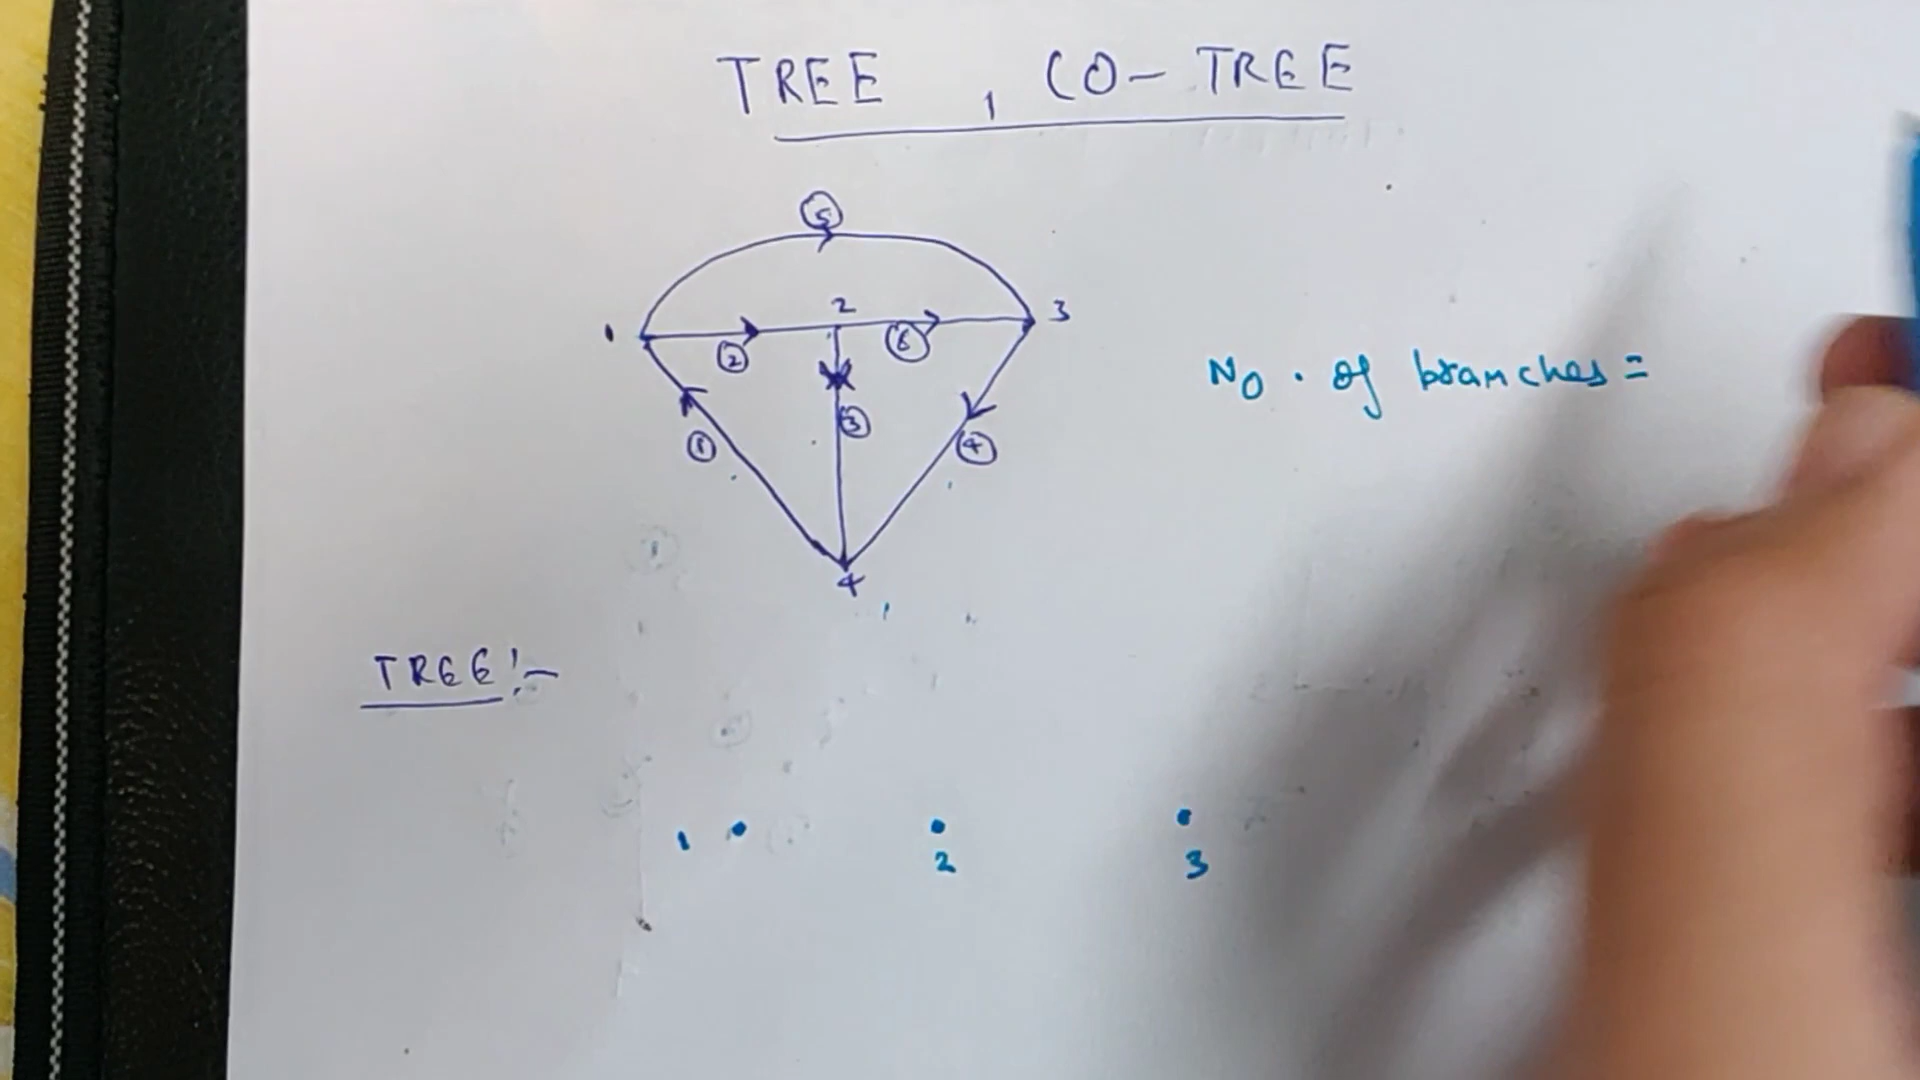 TREE , CO-TREE
5
1 2 3
2 6
1 3 4
4
No. of branches =
TREE:-
1 2 3